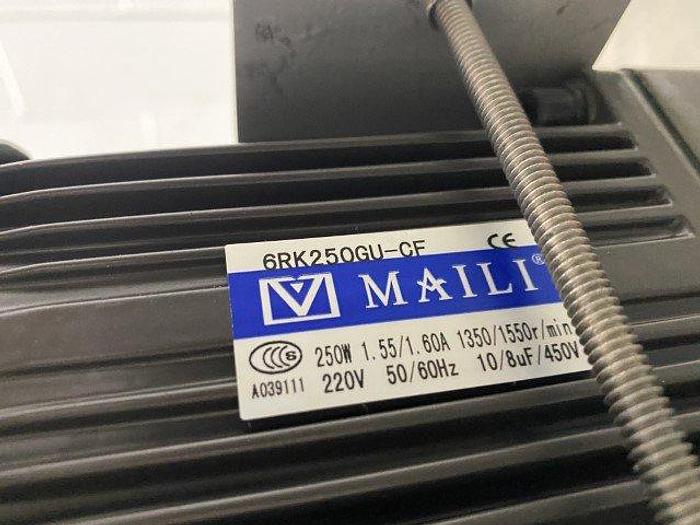 6RK250GU-CF CE
MAILI®
S 250W 1.55/1.60A 1350/1550r/min
A039111 220V 50/60Hz 10/8uF/450V